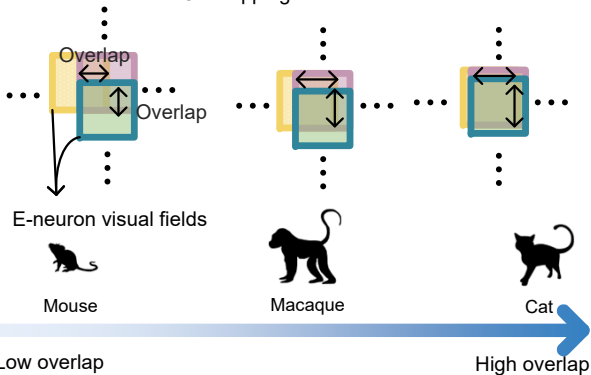 Overlap
Overlap
E-neuron visual fields
Mouse
Macaque
Cat
Low overlap
High overlap